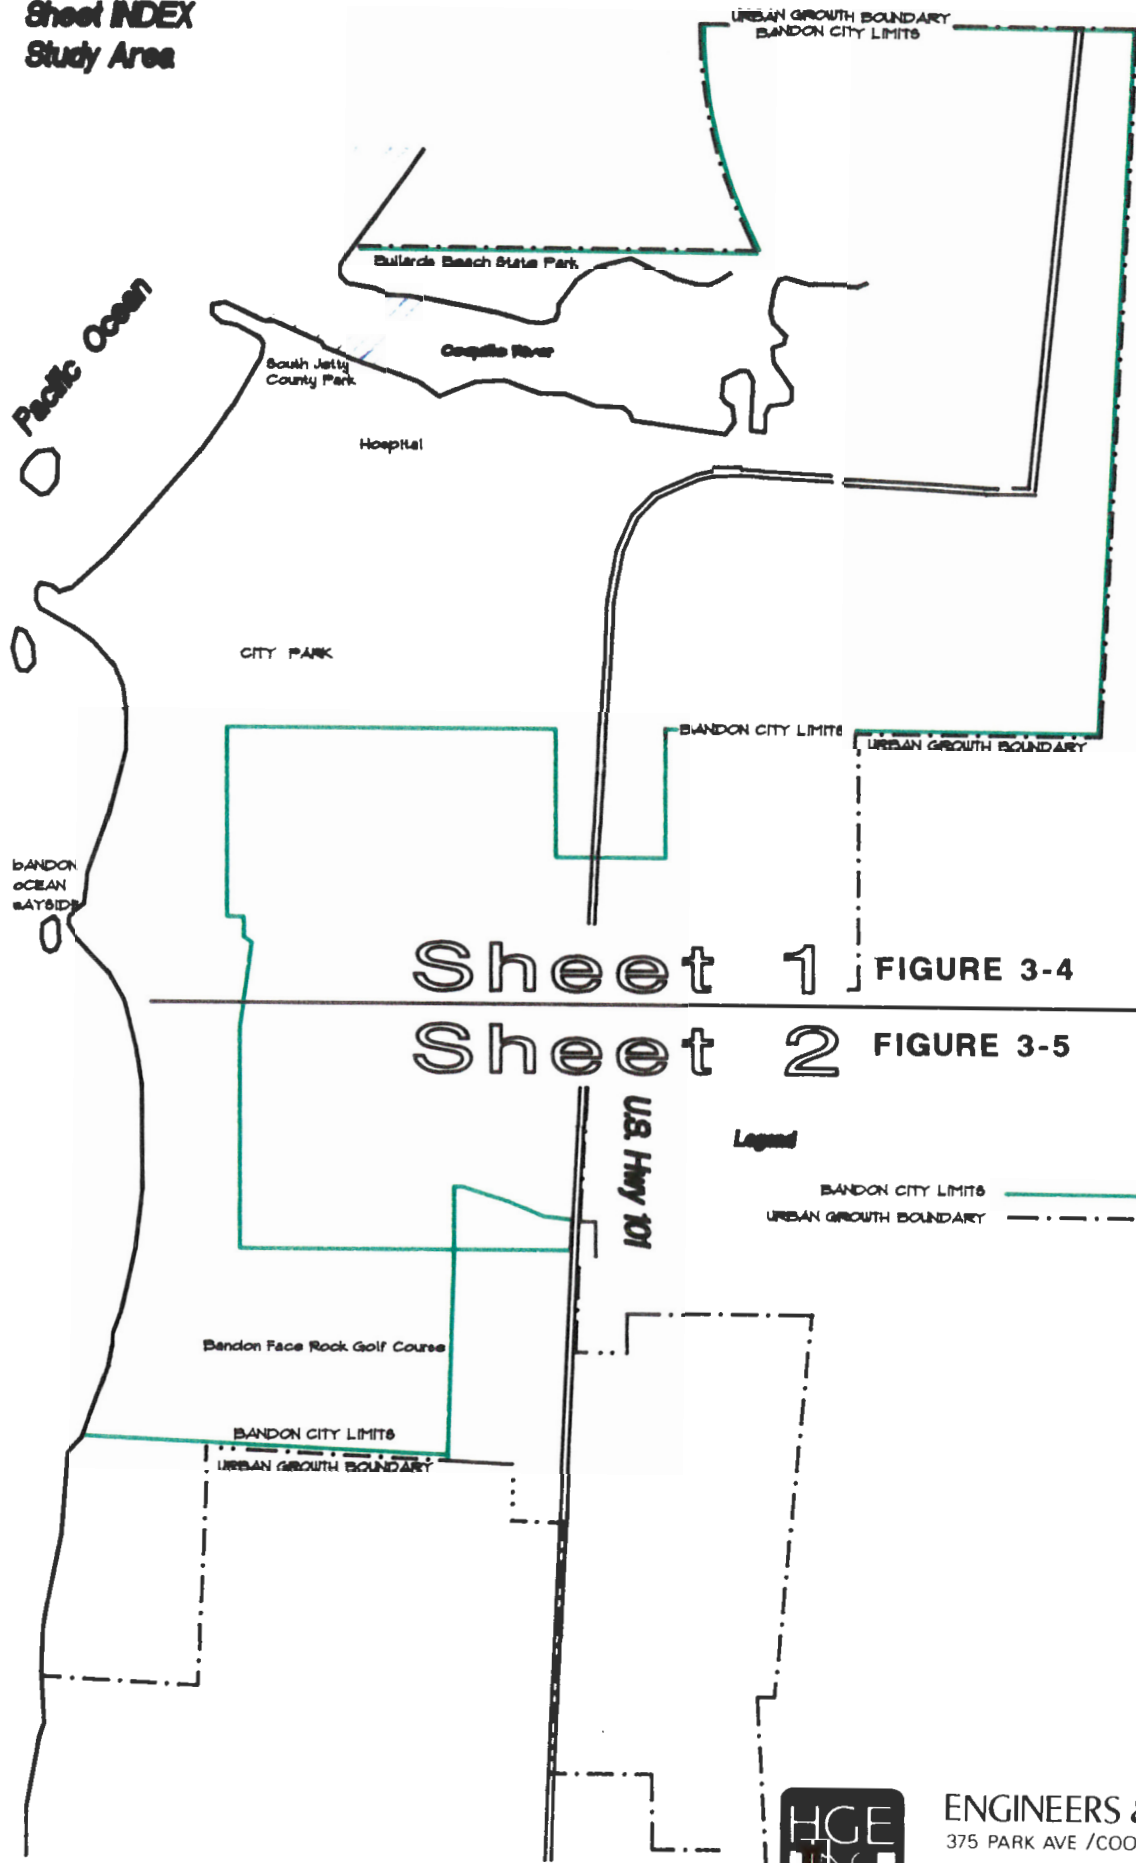 Sheet INDEX
Study Area
URBAN GROWTH BOUNDARY
BANDON CITY LIMITS
Bullards Beach State Park
Pacific Ocean
Coquille River
South Jetty
County Park
Hospital
CITY PARK
BANDON CITY LIMITS
URBAN GROWTH BOUNDARY
bANDON
oCEAN
wAYSIDE
Sheet 1 FIGURE 3-4
Sheet 2 FIGURE 3-5
U.S. Hwy 101
Legend
BANDON CITY LIMITS
URBAN GROWTH BOUNDARY
Bandon Face Rock Golf Course
BANDON CITY LIMITS
URBAN GROWTH BOUNDARY
HGE
ENGINEERS &
375 PARK AVE /COO